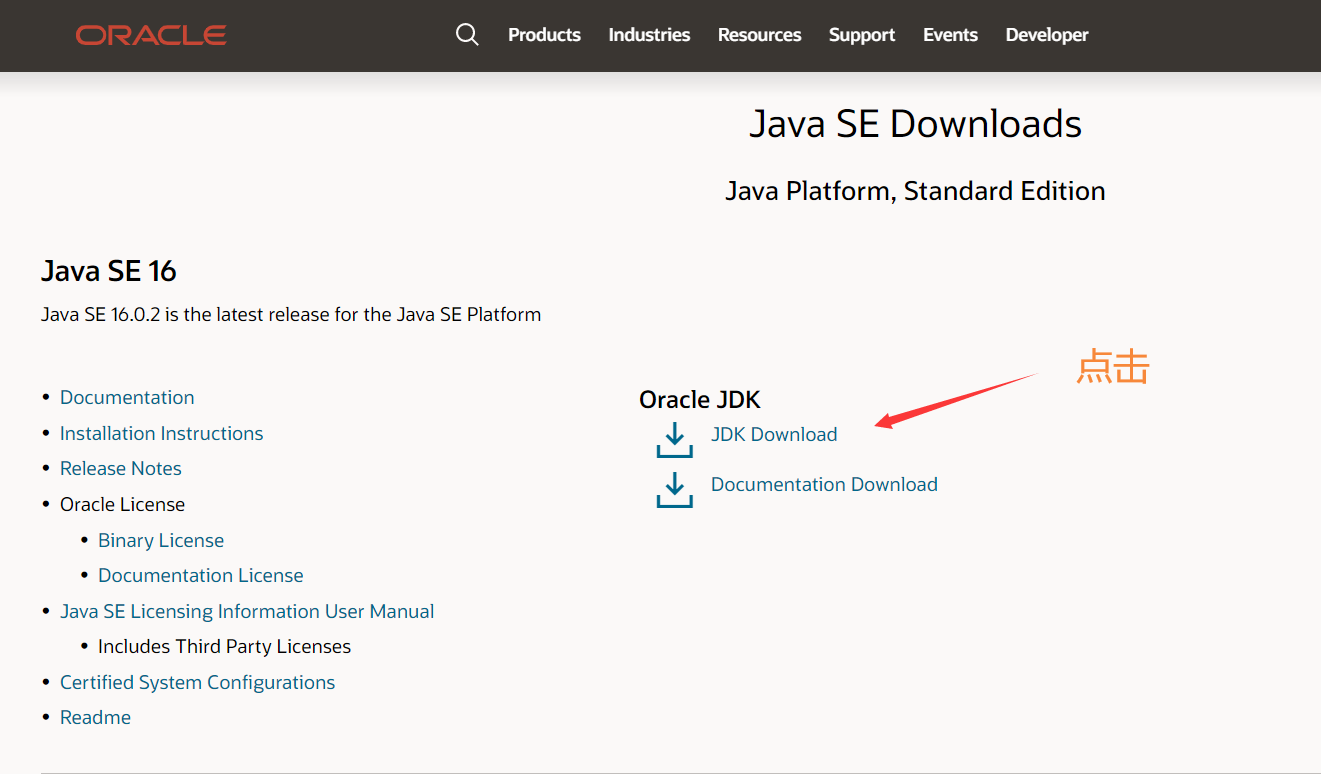 ORACLE
Products Industries Resources Support Events Developer
Java SE Downloads
Java Platform, Standard Edition
Java SE 16
Java SE 16.0.2 is the latest release for the Java SE Platform
Documentation
Installation Instructions
Release Notes
Oracle License
Binary License
Documentation License
Java SE Licensing Information User Manual
Includes Third Party Licenses
Certified System Configurations
Readme
点击
Oracle JDK
JDK Download
Documentation Download